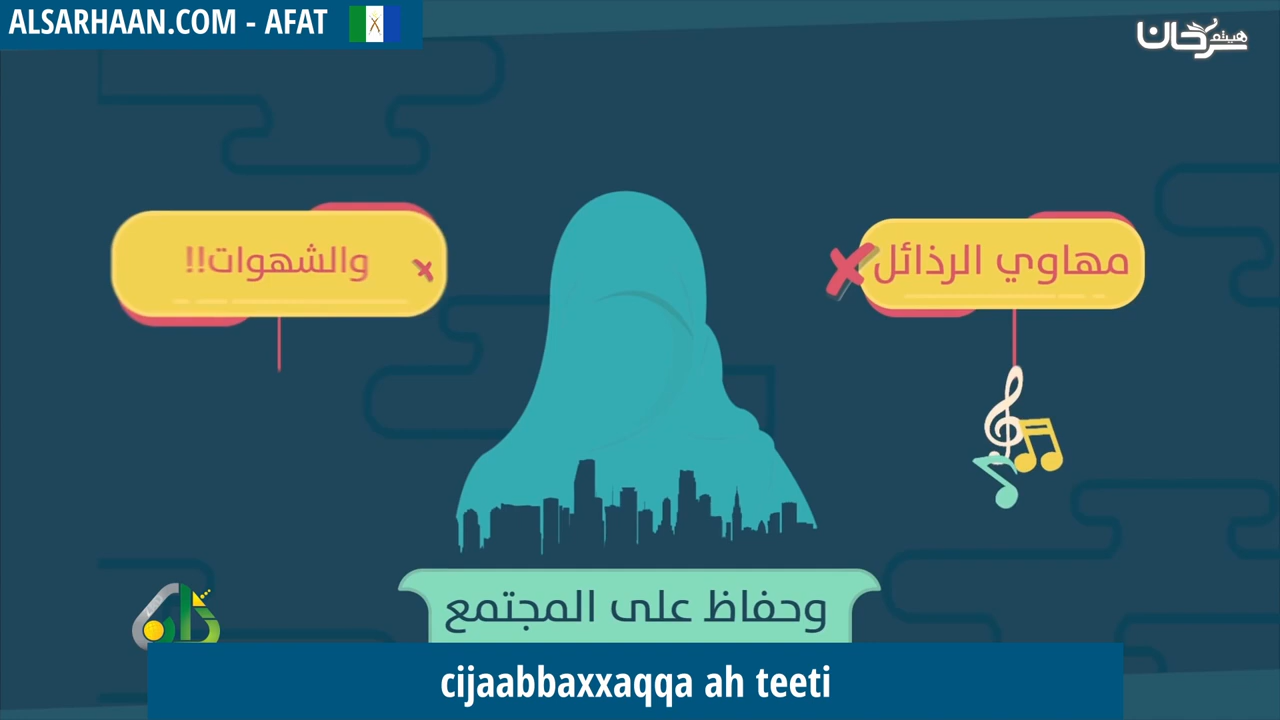 ALSARHAAN.COM - AFAT
هيثم سرحان
مهاوي الرذائل
والشهوات!!
وحفاظ على المجتمع
cijaabbaxxaqqa ah teeti